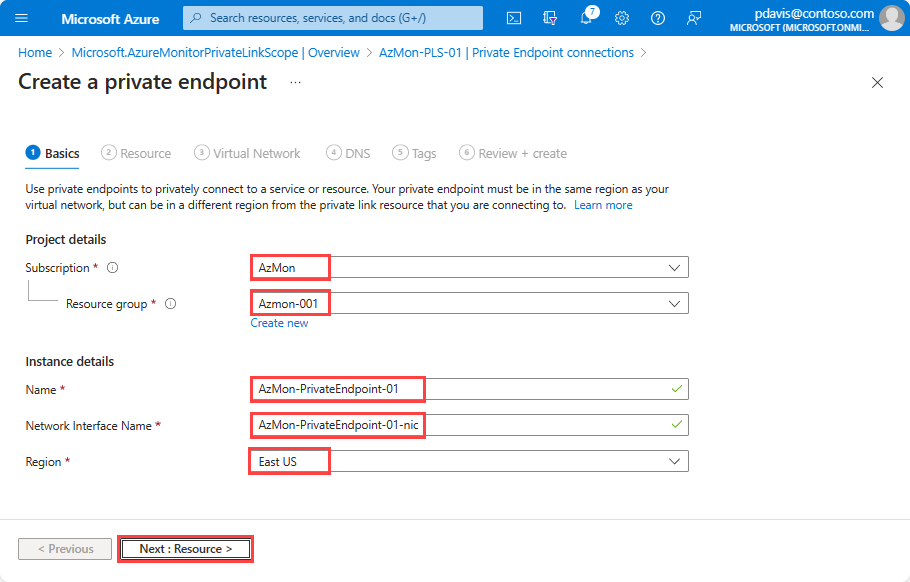 Microsoft Azure
Search resources, services, and docs (G+/)
7
pdavis@contoso.com
MICROSOFT (MICROSOFT.ONMI...
Home > Microsoft.AzureMonitorPrivateLinkScope | Overview > AzMon-PLS-01 | Private Endpoint connections >
Create a private endpoint ...
1 Basics 2 Resource 3 Virtual Network 4 DNS 5 Tags 6 Review + create
Use private endpoints to privately connect to a service or resource. Your private endpoint must be in the same region as your
virtual network, but can be in a different region from the private link resource that you are connecting to. Learn more
Project details
Subscription * AzMon
Resource group * Azmon-001
Create new
Instance details
Name * AzMon-PrivateEndpoint-01
Network Interface Name * AzMon-PrivateEndpoint-01-nic
Region * East US
< Previous Next : Resource >